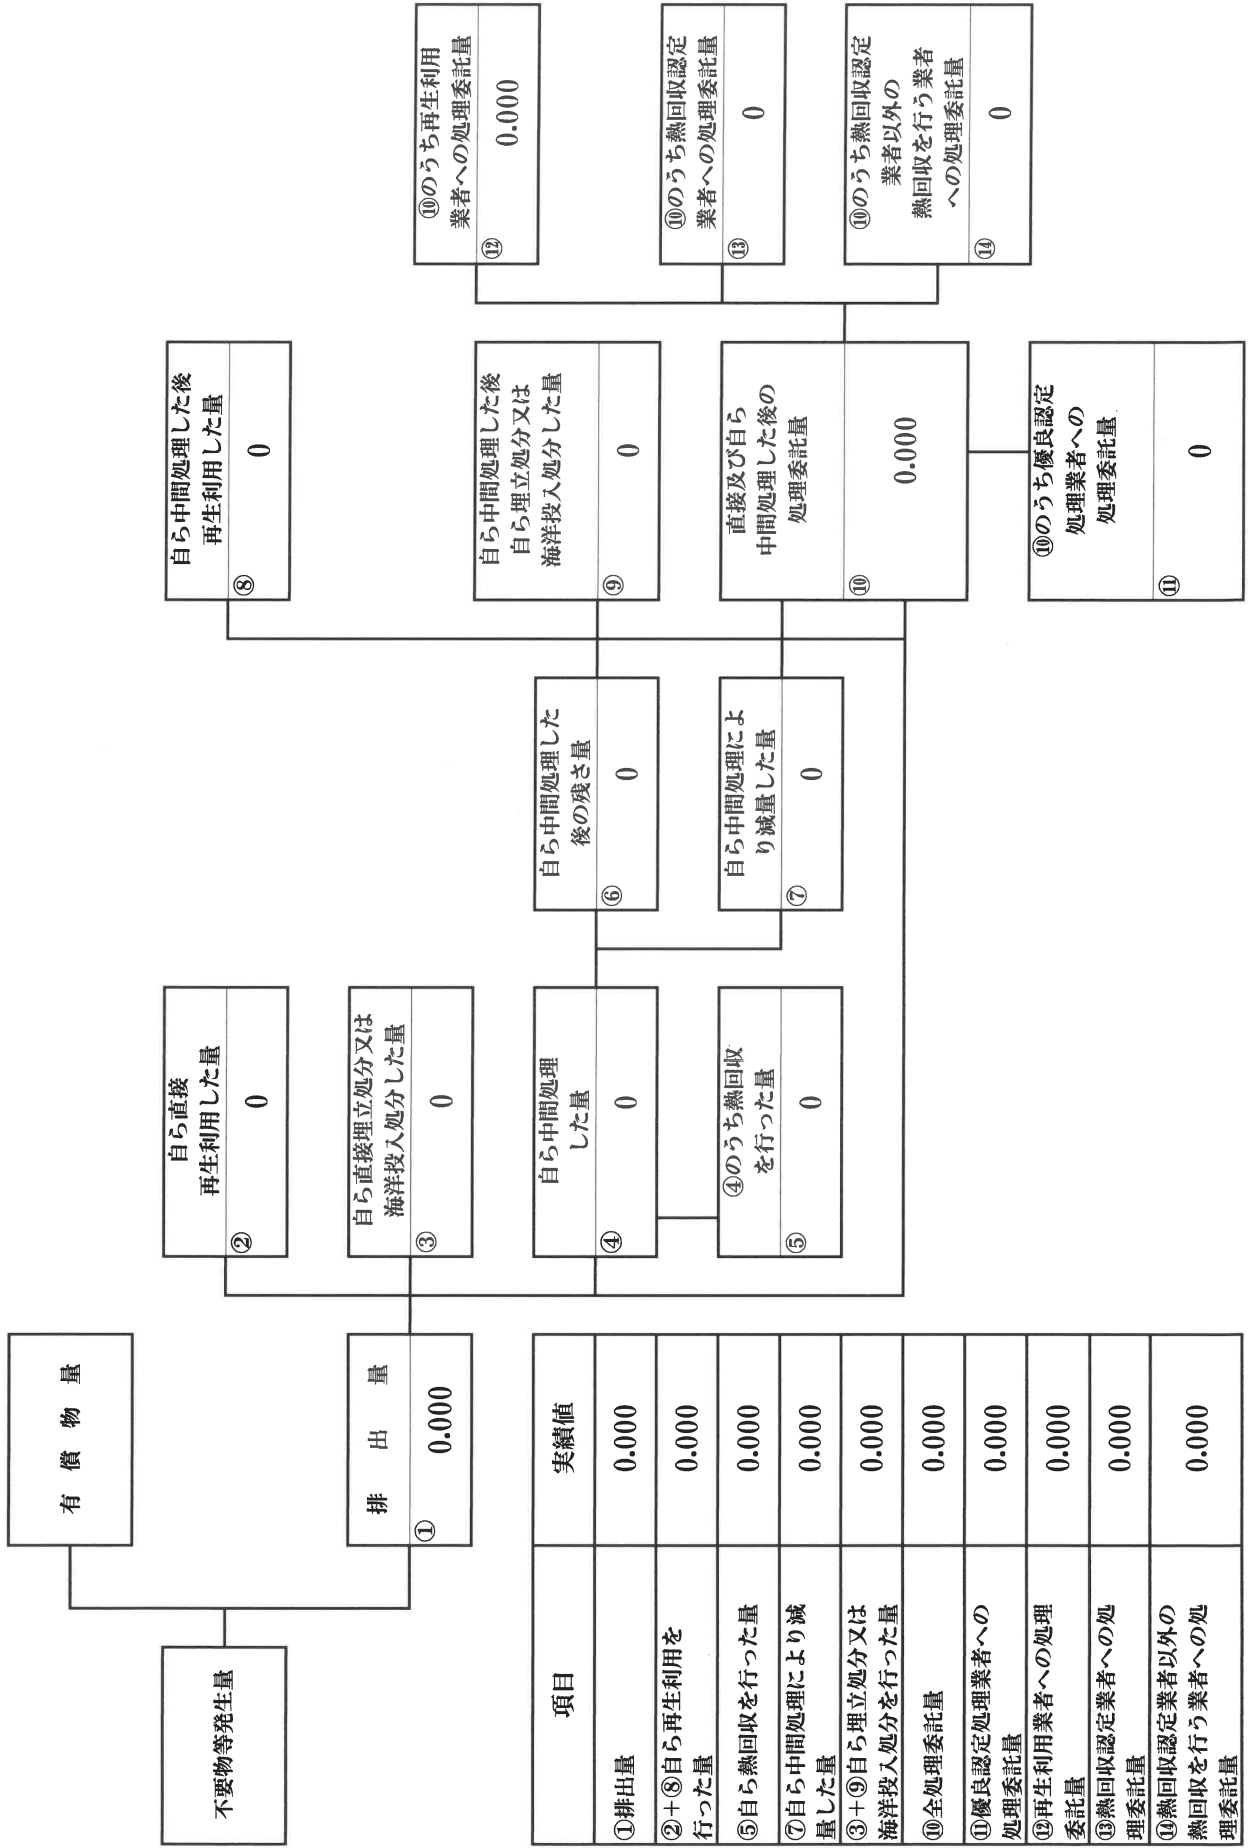 不要物等発生量
有償物量
排出量
①
0.000
自ら直接
再生利用した量
②
0
自ら直接埋立処分又は
海洋投入処分した量
③
0
自ら中間処理
した量
④
0
④のうち熱回収
を行った量
⑤
0
自ら中間処理した
後の残さ量
⑥
0
自ら中間処理によ
り減量した量
⑦
0
自ら中間処理した後
再生利用した量
⑧
0
自ら中間処理した後
自ら埋立処分又は
海洋投入処分した量
⑨
0
直接及び自ら
中間処理した後の
処理委託量
⑩
0.000
⑩のうち優良認定
処理業者への
処理委託量
⑪
0
⑩のうち再生利用
業者への処理委託量
⑫
0.000
⑩のうち熱回収認定
業者への処理委託量
⑬
0
⑩のうち熱回収認定
業者以外の
熱回収を行う業者
への処理委託量
⑭
0
項目 実績値
①排出量 0.000
②+⑧自ら再生利用を
行った量 0.000
⑤自ら熱回収を行った量 0.000
⑦自ら中間処理により減
量した量 0.000
③+⑨自ら埋立処分又は
海洋投入処分を行った量 0.000
⑩全処理委託量 0.000
⑪優良認定処理業者への
処理委託量 0.000
⑫再生利用業者への処理
委託量 0.000
⑬熱回収認定業者への処
理委託量 0.000
⑭熱回収認定業者以外の
熱回収を行う業者への処
理委託量 0.000